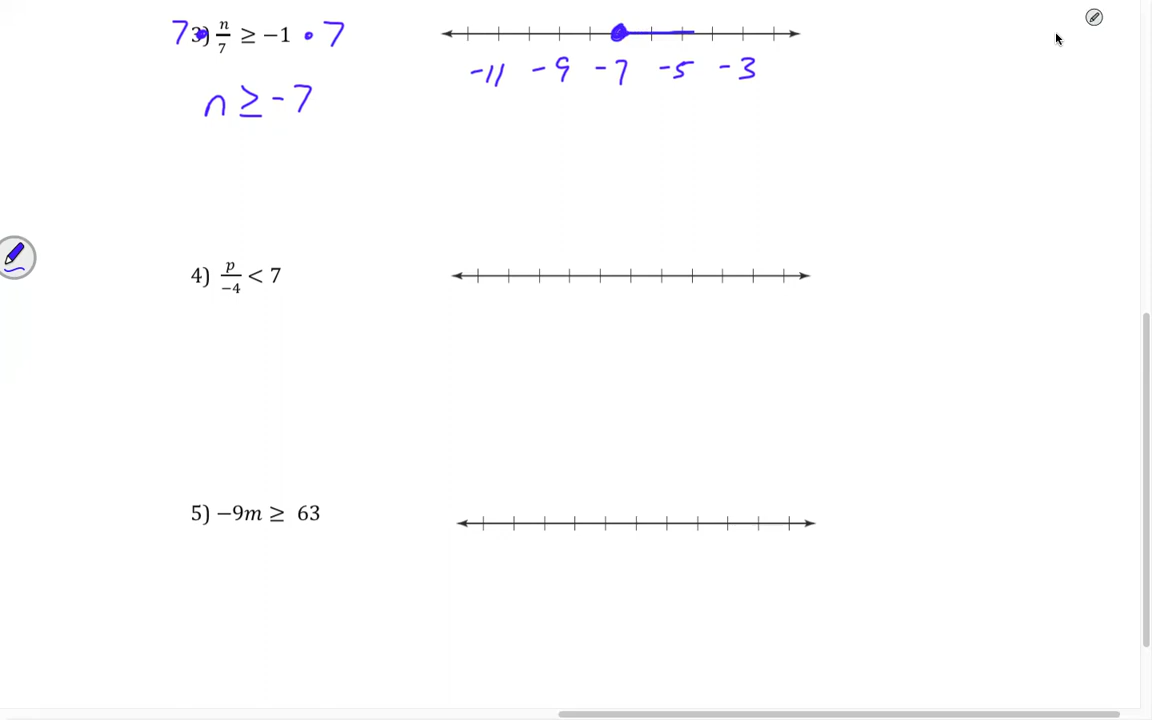 7 • 3) n/7 ≥ −1 • 7
-11 -9 -7 -5 -3
n ≥ -7
4) p/−4 < 7
5) −9m ≥ 63